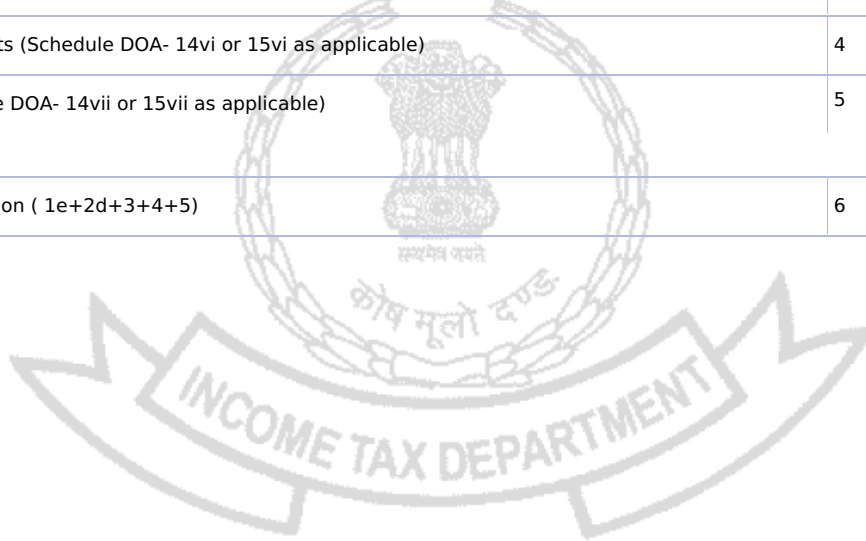 ts (Schedule DOA- 14vi or 15vi as applicable) 4
e DOA- 14vii or 15vii as applicable) 5
on ( 1e+2d+3+4+5) 6
सत्यमेव जयते
कोष मूलो दण्ड:
INCOME TAX DEPARTMENT